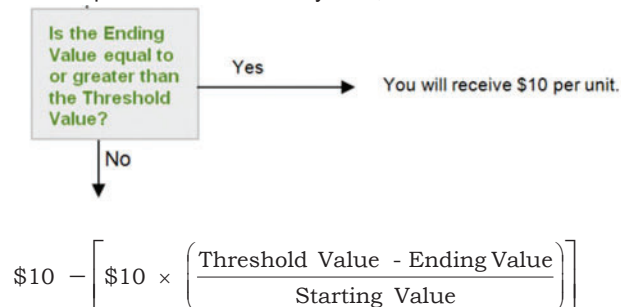 Is the Ending
Value equal to
or greater than
the Threshold
Value?
Yes
You will receive $10 per unit.
No
$10 − [$10 × (Threshold Value - Ending Value / Starting Value)]